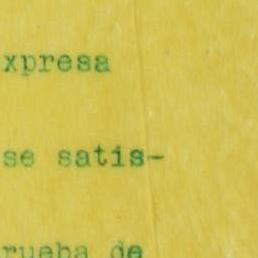 xpresa
se satis-
rueba de